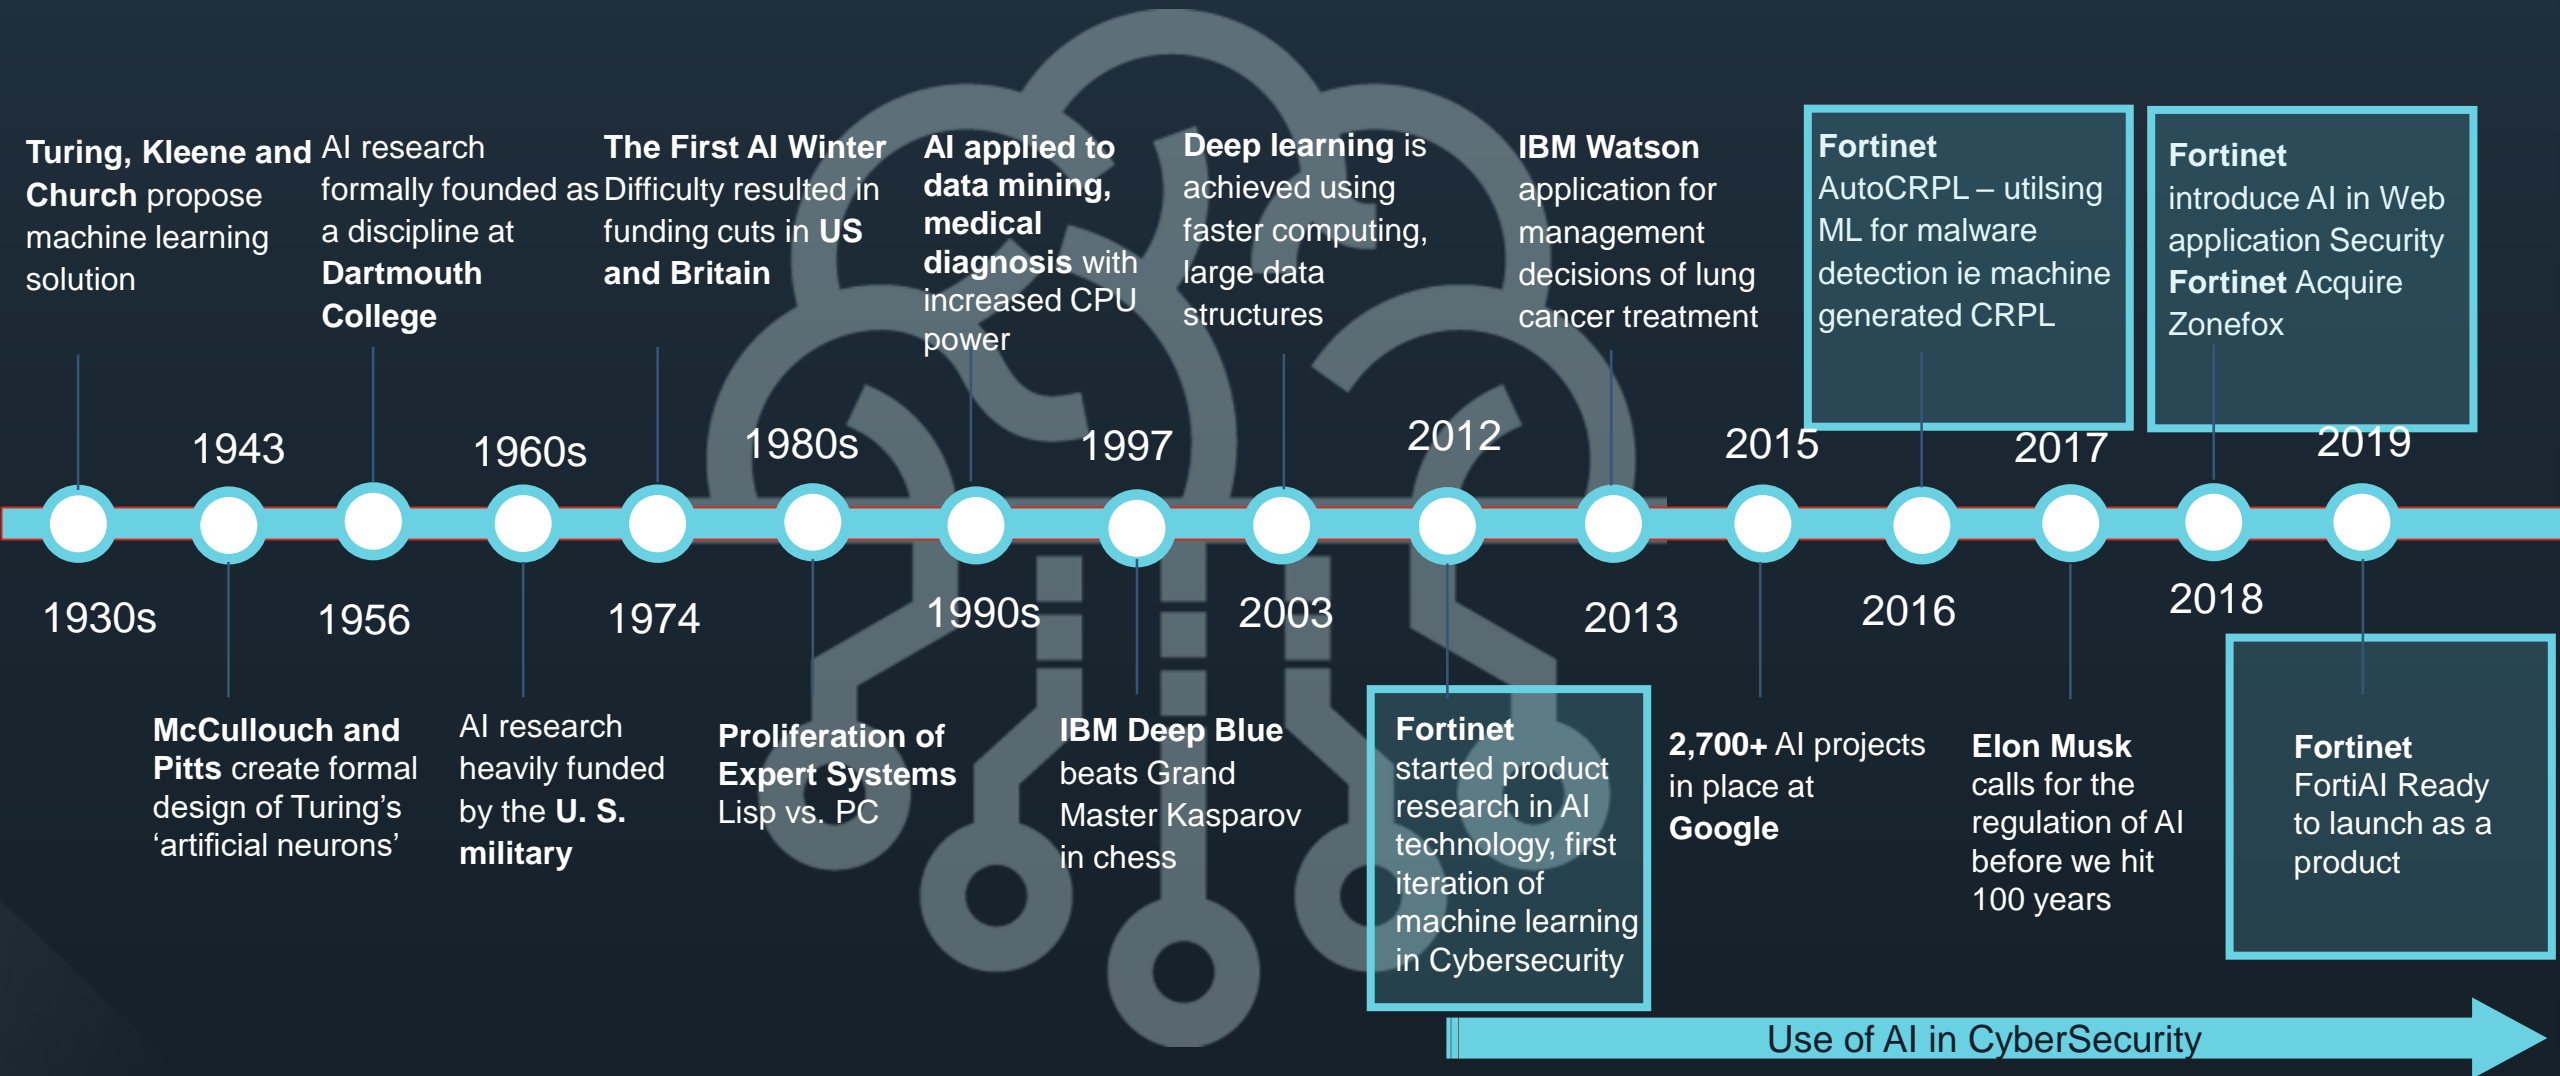 Turing, Kleene and
Church propose
machine learning
solution
1930s
1943
McCullouch and
Pitts create formal
design of Turing’s
‘artificial neurons’
AI research
formally founded as
a discipline at
Dartmouth
College
1956
1960s
AI research
heavily funded
by the U. S.
military
The First AI Winter
Difficulty resulted in
funding cuts in US
and Britain
1974
1980s
Proliferation of
Expert Systems
Lisp vs. PC
AI applied to
data mining,
medical
diagnosis with
increased CPU
power
1990s
1997
IBM Deep Blue
beats Grand
Master Kasparov
in chess
Deep learning is
achieved using
faster computing,
large data
structures
2003
2012
Fortinet
started product
research in AI
technology, first
iteration of
machine learning
in Cybersecurity
IBM Watson
application for
management
decisions of lung
cancer treatment
2013
2015
2,700+ AI projects
in place at
Google
Fortinet
AutoCRPL – utilsing
ML for malware
detection ie machine
generated CRPL
2016
2017
Elon Musk
calls for the
regulation of AI
before we hit
100 years
Fortinet
introduce AI in Web
application Security
Fortinet Acquire
Zonefox
2018
2019
Fortinet
FortiAI Ready
to launch as a
product
Use of AI in CyberSecurity